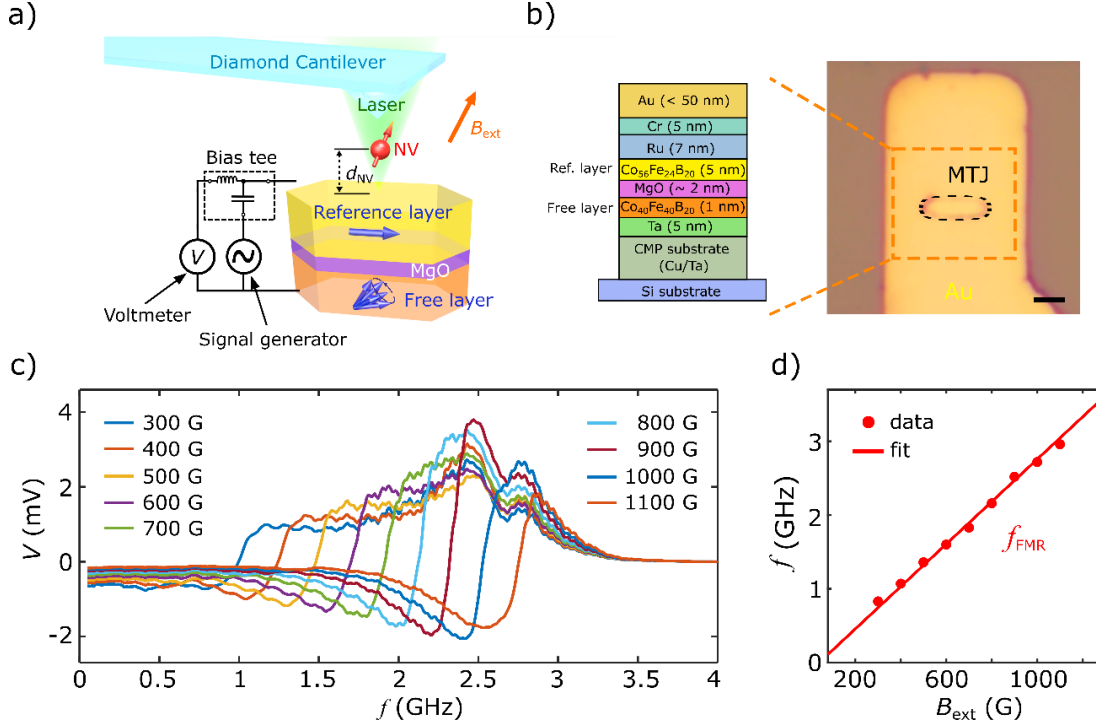 a)
Diamond Cantilever
Laser
B_ext
NV
d_NV
Bias tee
Reference layer
MgO
Free layer
V
Voltmeter
Signal generator
b)
Au (< 50 nm)
Cr (5 nm)
Ru (7 nm)
Ref. layer
Co₅₆Fe₂₄B₂₀ (5 nm)
MgO (~ 2 nm)
Free layer
Co₄₀Fe₄₀B₂₀ (1 nm)
Ta (5 nm)
CMP substrate
(Cu/Ta)
Si substrate
MTJ
Au
c)
V (mV)
4
2
0
-2
300 G
400 G
500 G
600 G
700 G
800 G
900 G
1000 G
1100 G
0 0.5 1 1.5 2 2.5 3 3.5 4
f (GHz)
d)
f (GHz)
3
2
1
0
data
fit
f_FMR
200 600 1000
B_ext (G)